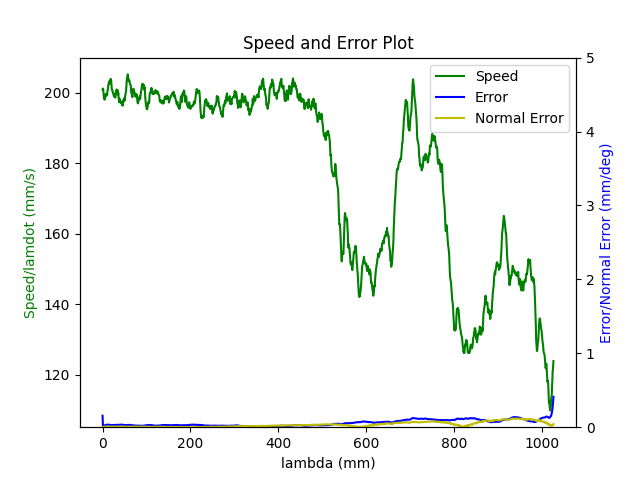 Speed and Error Plot
Speed
Error
Normal Error
Speed/lamdot (mm/s)
200
180
160
140
120
5
4
3
2
1
0
Error/Normal Error (mm/deg)
0 200 400 600 800 1000
lambda (mm)